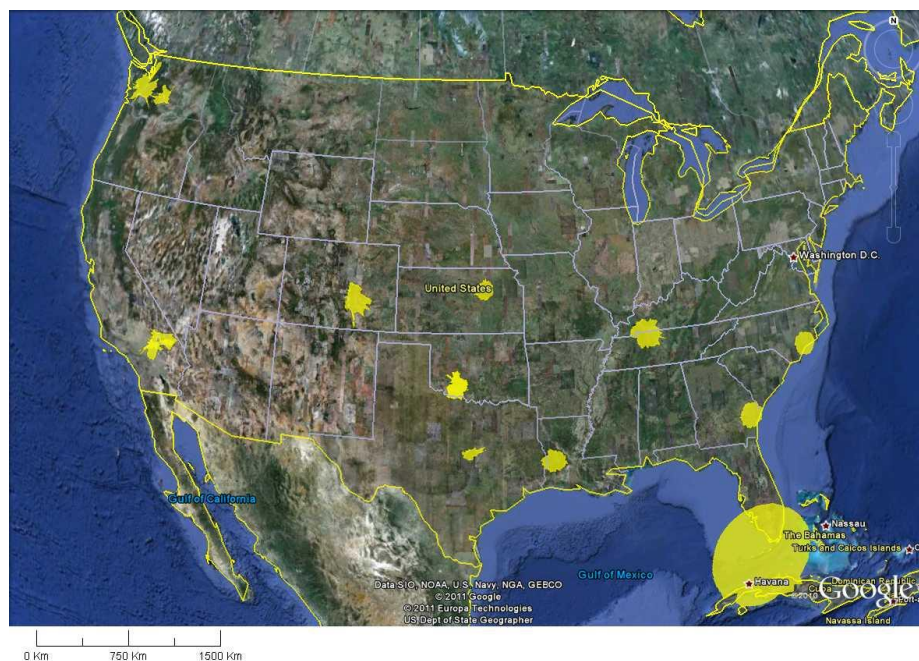 N
Washington D.C.
United States
Gulf of California
Nassau
The Bahamas
Turks and Caicos Islands
Gulf of Mexico
Havana
Cuba
Dominican Republic
Data SIO, NOAA, U.S. Navy, NGA, GEBCO
© 2011 Google
© 2011 Europa Technologies
US Dept of State Geographer
©2010 Google
Navassa Island
0 Km 750 Km 1500 Km